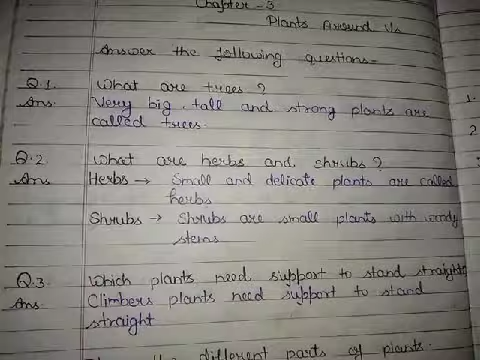 Chapter - 3
Plants Around Us
Answer the following questions -
Q.1. What are trees ?
Ans. Very big, tall and strong plants are
called trees.
Q.2 What are herbs and shrubs ?
Ans Herbs → Small and delicate plants are called
herbs
Shrubs → Shrubs are small plants with woody
stems
Q.3 Which plants need support to stand straight
Ans Climbers plants need support to stand
straight
the different parts of plants.
1.
2